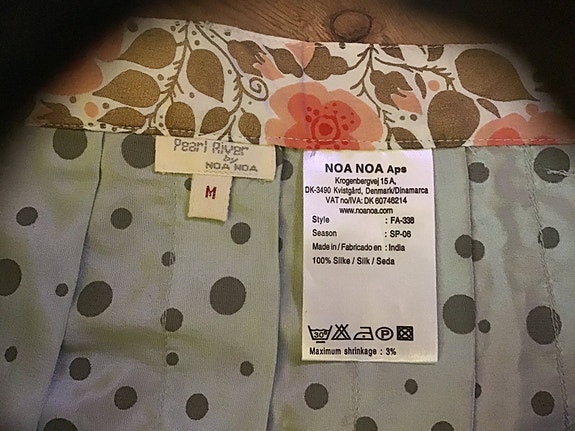 Pearl River
by
NOA NOA
M
NOA NOA Aps
Krogenbergvej 15 A,
DK-3490 Kvistgård, Denmark/Dinamarca
VAT no/IVA: DK 60746214
www.noanoa.com
Style : FA-338
Season : SP-06
Made in / Fabricado en : India
100% Silke / Silk / Seda
30°
P
Maximum shrinkage : 3%